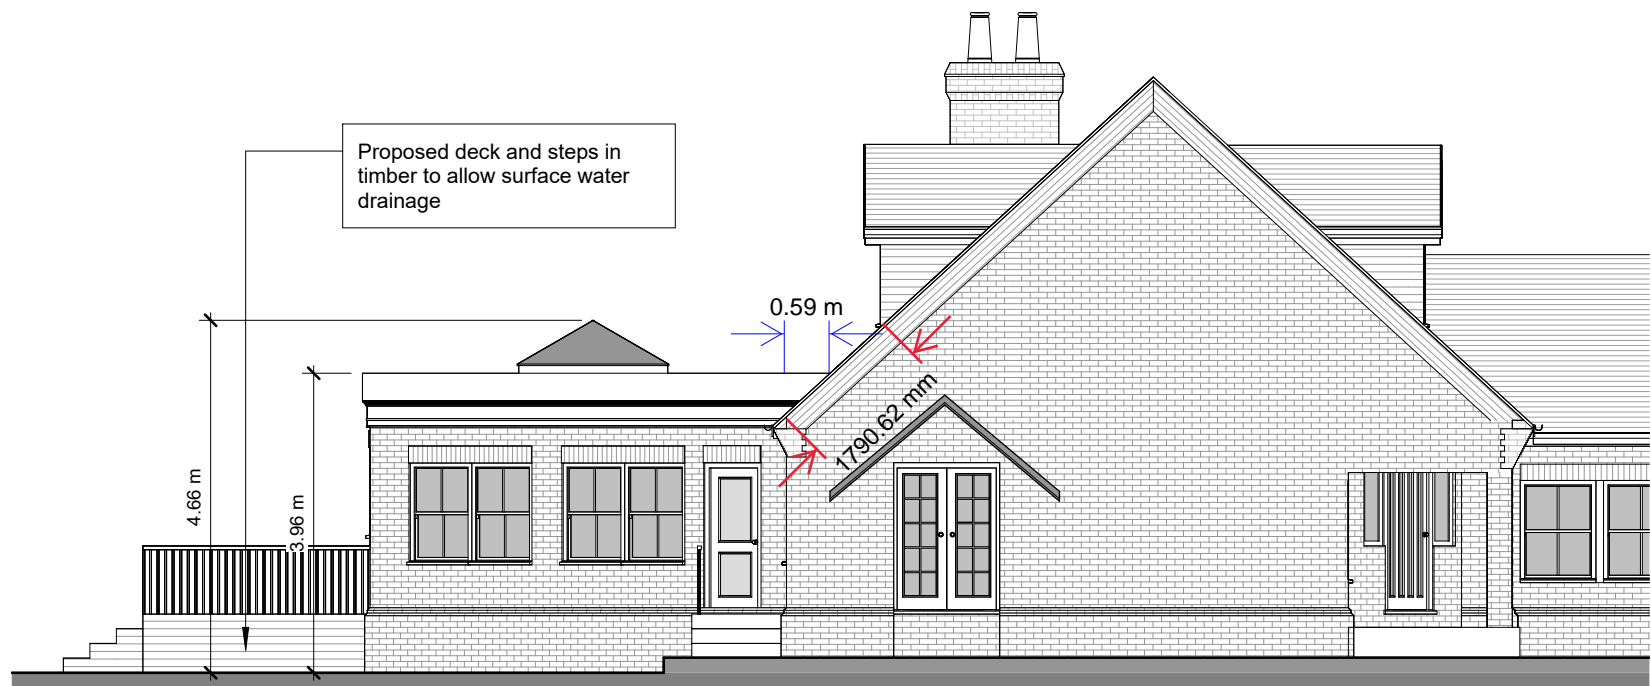 Proposed deck and steps in
timber to allow surface water
drainage
0.59 m
1790.62 mm
4.66 m
3.96 m